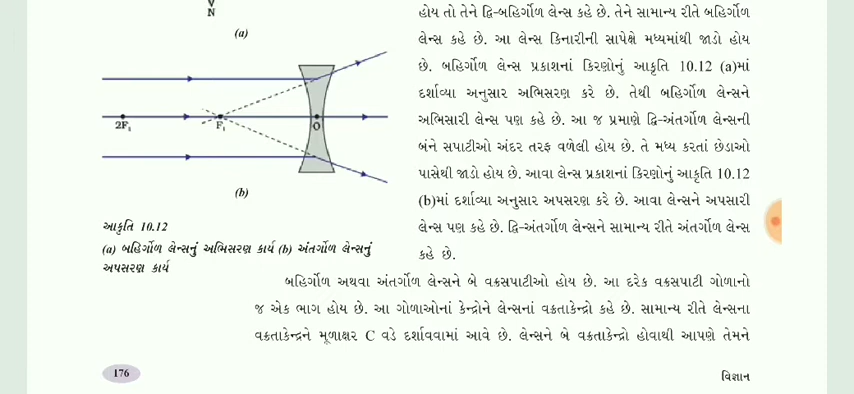 N
(a)
2F₁
F₁
O
(b)
આકૃતિ 10.12
(a) બહિર્ગોળ લેન્સનું અભિસરણ કાર્ય (b) અંતર્ગોળ લેન્સનું
અપસરણ કાર્ય
હોય તો તેને દ્વિ-બહિર્ગોળ લેન્સ કહે છે. તેને સામાન્ય રીતે બહિર્ગોળ
લેન્સ કહે છે. આ લેન્સ કિનારીની સાપેક્ષે મધ્યમાંથી જાડો હોય
છે. બહિર્ગોળ લેન્સ પ્રકાશનાં કિરણોનું આકૃતિ 10.12 (a)માં
દર્શાવ્યા અનુસાર અભિસરણ કરે છે. તેથી બહિર્ગોળ લેન્સને
અભિસારી લેન્સ પણ કહે છે. આ જ પ્રમાણે દ્વિ-અંતર્ગોળ લેન્સની
બંને સપાટીઓ અંદર તરફ વળેલી હોય છે. તે મધ્ય કરતાં છેડાઓ
પાસેથી જાડો હોય છે. આવા લેન્સ પ્રકાશનાં કિરણોનું આકૃતિ 10.12
(b)માં દર્શાવ્યા અનુસાર અપસરણ કરે છે. આવા લેન્સને અપસારી
લેન્સ પણ કહે છે. દ્વિ-અંતર્ગોળ લેન્સને સામાન્ય રીતે અંતર્ગોળ લેન્સ
કહે છે.
બહિર્ગોળ અથવા અંતર્ગોળ લેન્સને બે વક્રસપાટીઓ હોય છે. આ દરેક વક્રસપાટી ગોળાનો
જ એક ભાગ હોય છે. આ ગોળાઓનાં કેન્દ્રોને લેન્સનાં વક્રતાકેન્દ્રો કહે છે. સામાન્ય રીતે લેન્સના
વક્રતાકેન્દ્રને મૂળાક્ષર C વડે દર્શાવવામાં આવે છે. લેન્સને બે વક્રતાકેન્દ્રો હોવાથી આપણે તેમને
176
વિજ્ઞાન